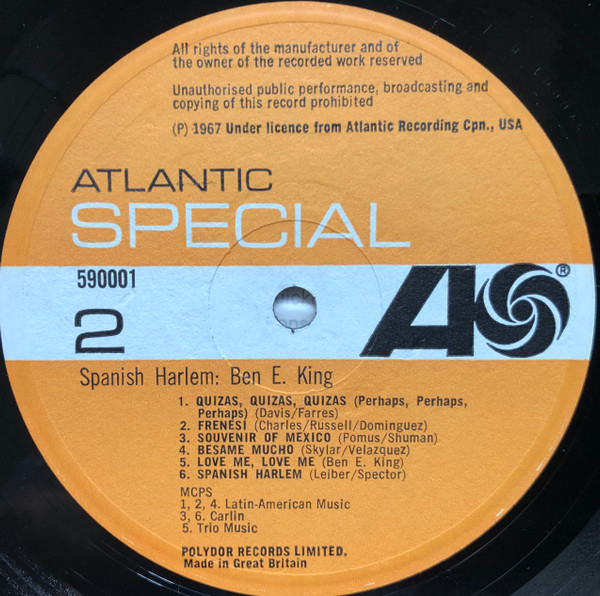 All rights of the manufacturer and of
the owner of the recorded work reserved
Unauthorised public performance, broadcasting and
copying of this record prohibited
(P) 1967 Under licence from Atlantic Recording Cpn., USA
ATLANTIC
SPECIAL
590001
A ®
2
Spanish Harlem: Ben E. King
1. QUIZAS, QUIZAS, QUIZAS (Perhaps, Perhaps,
Perhaps) (Davis/Farres)
2. FRENESI (Charles/Russell/Dominguez)
3. SOUVENIR OF MEXICO (Pomus/Shuman)
4. BESAME MUCHO (Skylar/Velazquez)
5. LOVE ME, LOVE ME (Ben E. King)
6. SPANISH HARLEM (Leiber/Spector)
MCPS
1, 2, 4. Latin-American Music
3, 6. Carlin
5. Trio Music
POLYDOR RECORDS LIMITED.
Made in Great Britain